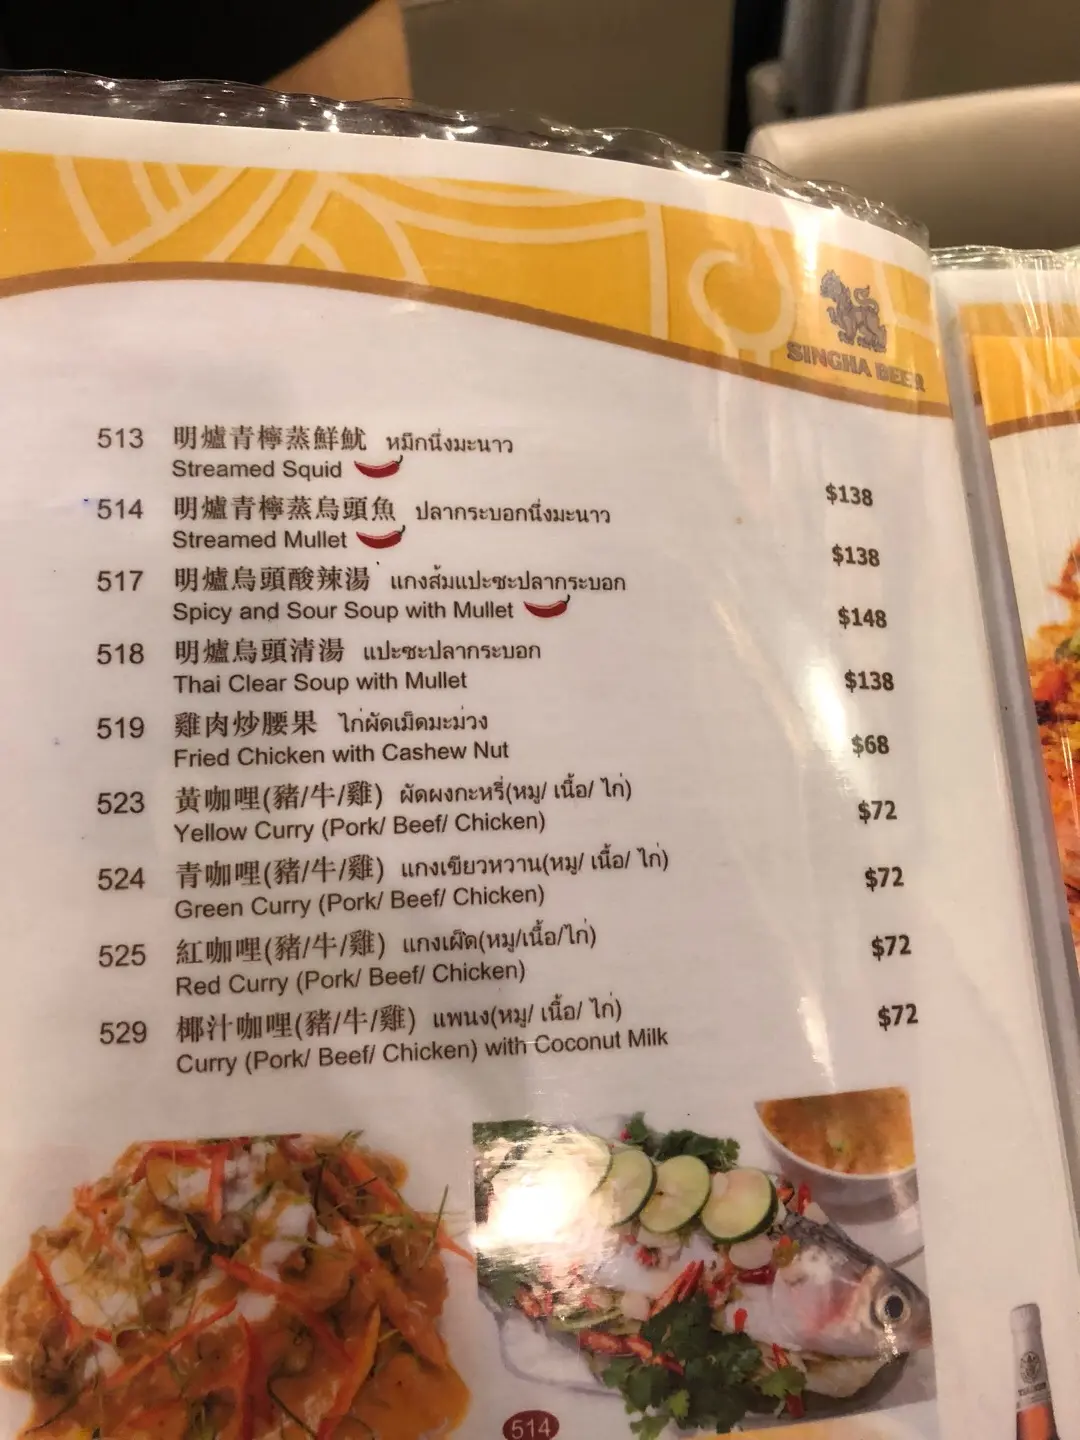 SINGHA BEER
513 明爐青檸蒸鮮魷 หมึกนึ่งมะนาว
Streamed Squid
$138
514 明爐青檸蒸烏頭魚 ปลากระบอกนึ่งมะนาว
Streamed Mullet
$138
517 明爐烏頭酸辣湯 แกงส้มแปะซะปลากระบอก
Spicy and Sour Soup with Mullet
$148
518 明爐烏頭清湯 แปะซะปลากระบอก
Thai Clear Soup with Mullet
$138
519 雞肉炒腰果 ไก่ผัดเม็ดมะม่วง
Fried Chicken with Cashew Nut
$68
523 黃咖哩(豬/牛/雞) ผัดผงกะหรี่(หมู/ เนื้อ/ ไก่)
Yellow Curry (Pork/ Beef/ Chicken)
$72
524 青咖哩(豬/牛/雞) แกงเขียวหวาน(หมู/ เนื้อ/ ไก่)
Green Curry (Pork/ Beef/ Chicken)
$72
525 紅咖哩(豬/牛/雞) แกงเผ็ด(หมู/เนื้อ/ไก่)
Red Curry (Pork/ Beef/ Chicken)
$72
529 椰汁咖哩(豬/牛/雞) แพนง(หมู/ เนื้อ/ ไก่)
Curry (Pork/ Beef/ Chicken) with Coconut Milk
$72
514